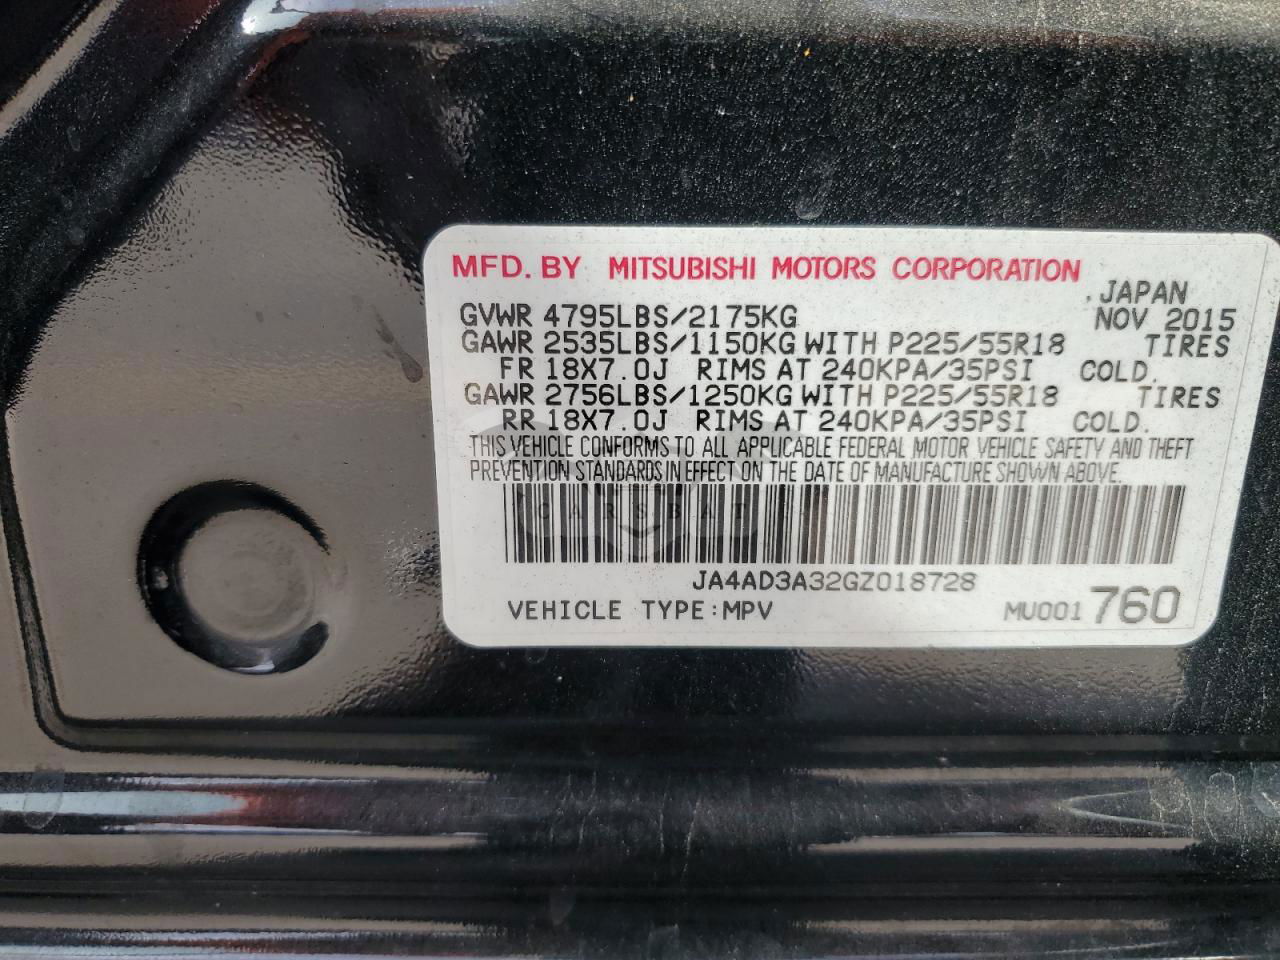 MFD. BY MITSUBISHI MOTORS CORPORATION
JAPAN
GVWR 4795LBS/2175KG NOV 2015
GAWR 2535LBS/1150KG WITH P225/55R18 TIRES
FR 18X7.0J RIMS AT 240KPA/35PSI COLD.
GAWR 2756LBS/1250KG WITH P225/55R18 TIRES
RR 18X7.0J RIMS AT 240KPA/35PSI COLD.
THIS VEHICLE CONFORMS TO ALL APPLICABLE FEDERAL MOTOR VEHICLE SAFETY AND THEFT
PREVENTION STANDARDS IN EFFECT ON THE DATE OF MANUFACTURE SHOWN ABOVE.
CARSBAT
JA4AD3A32GZ018728
VEHICLE TYPE:MPV MU001 760